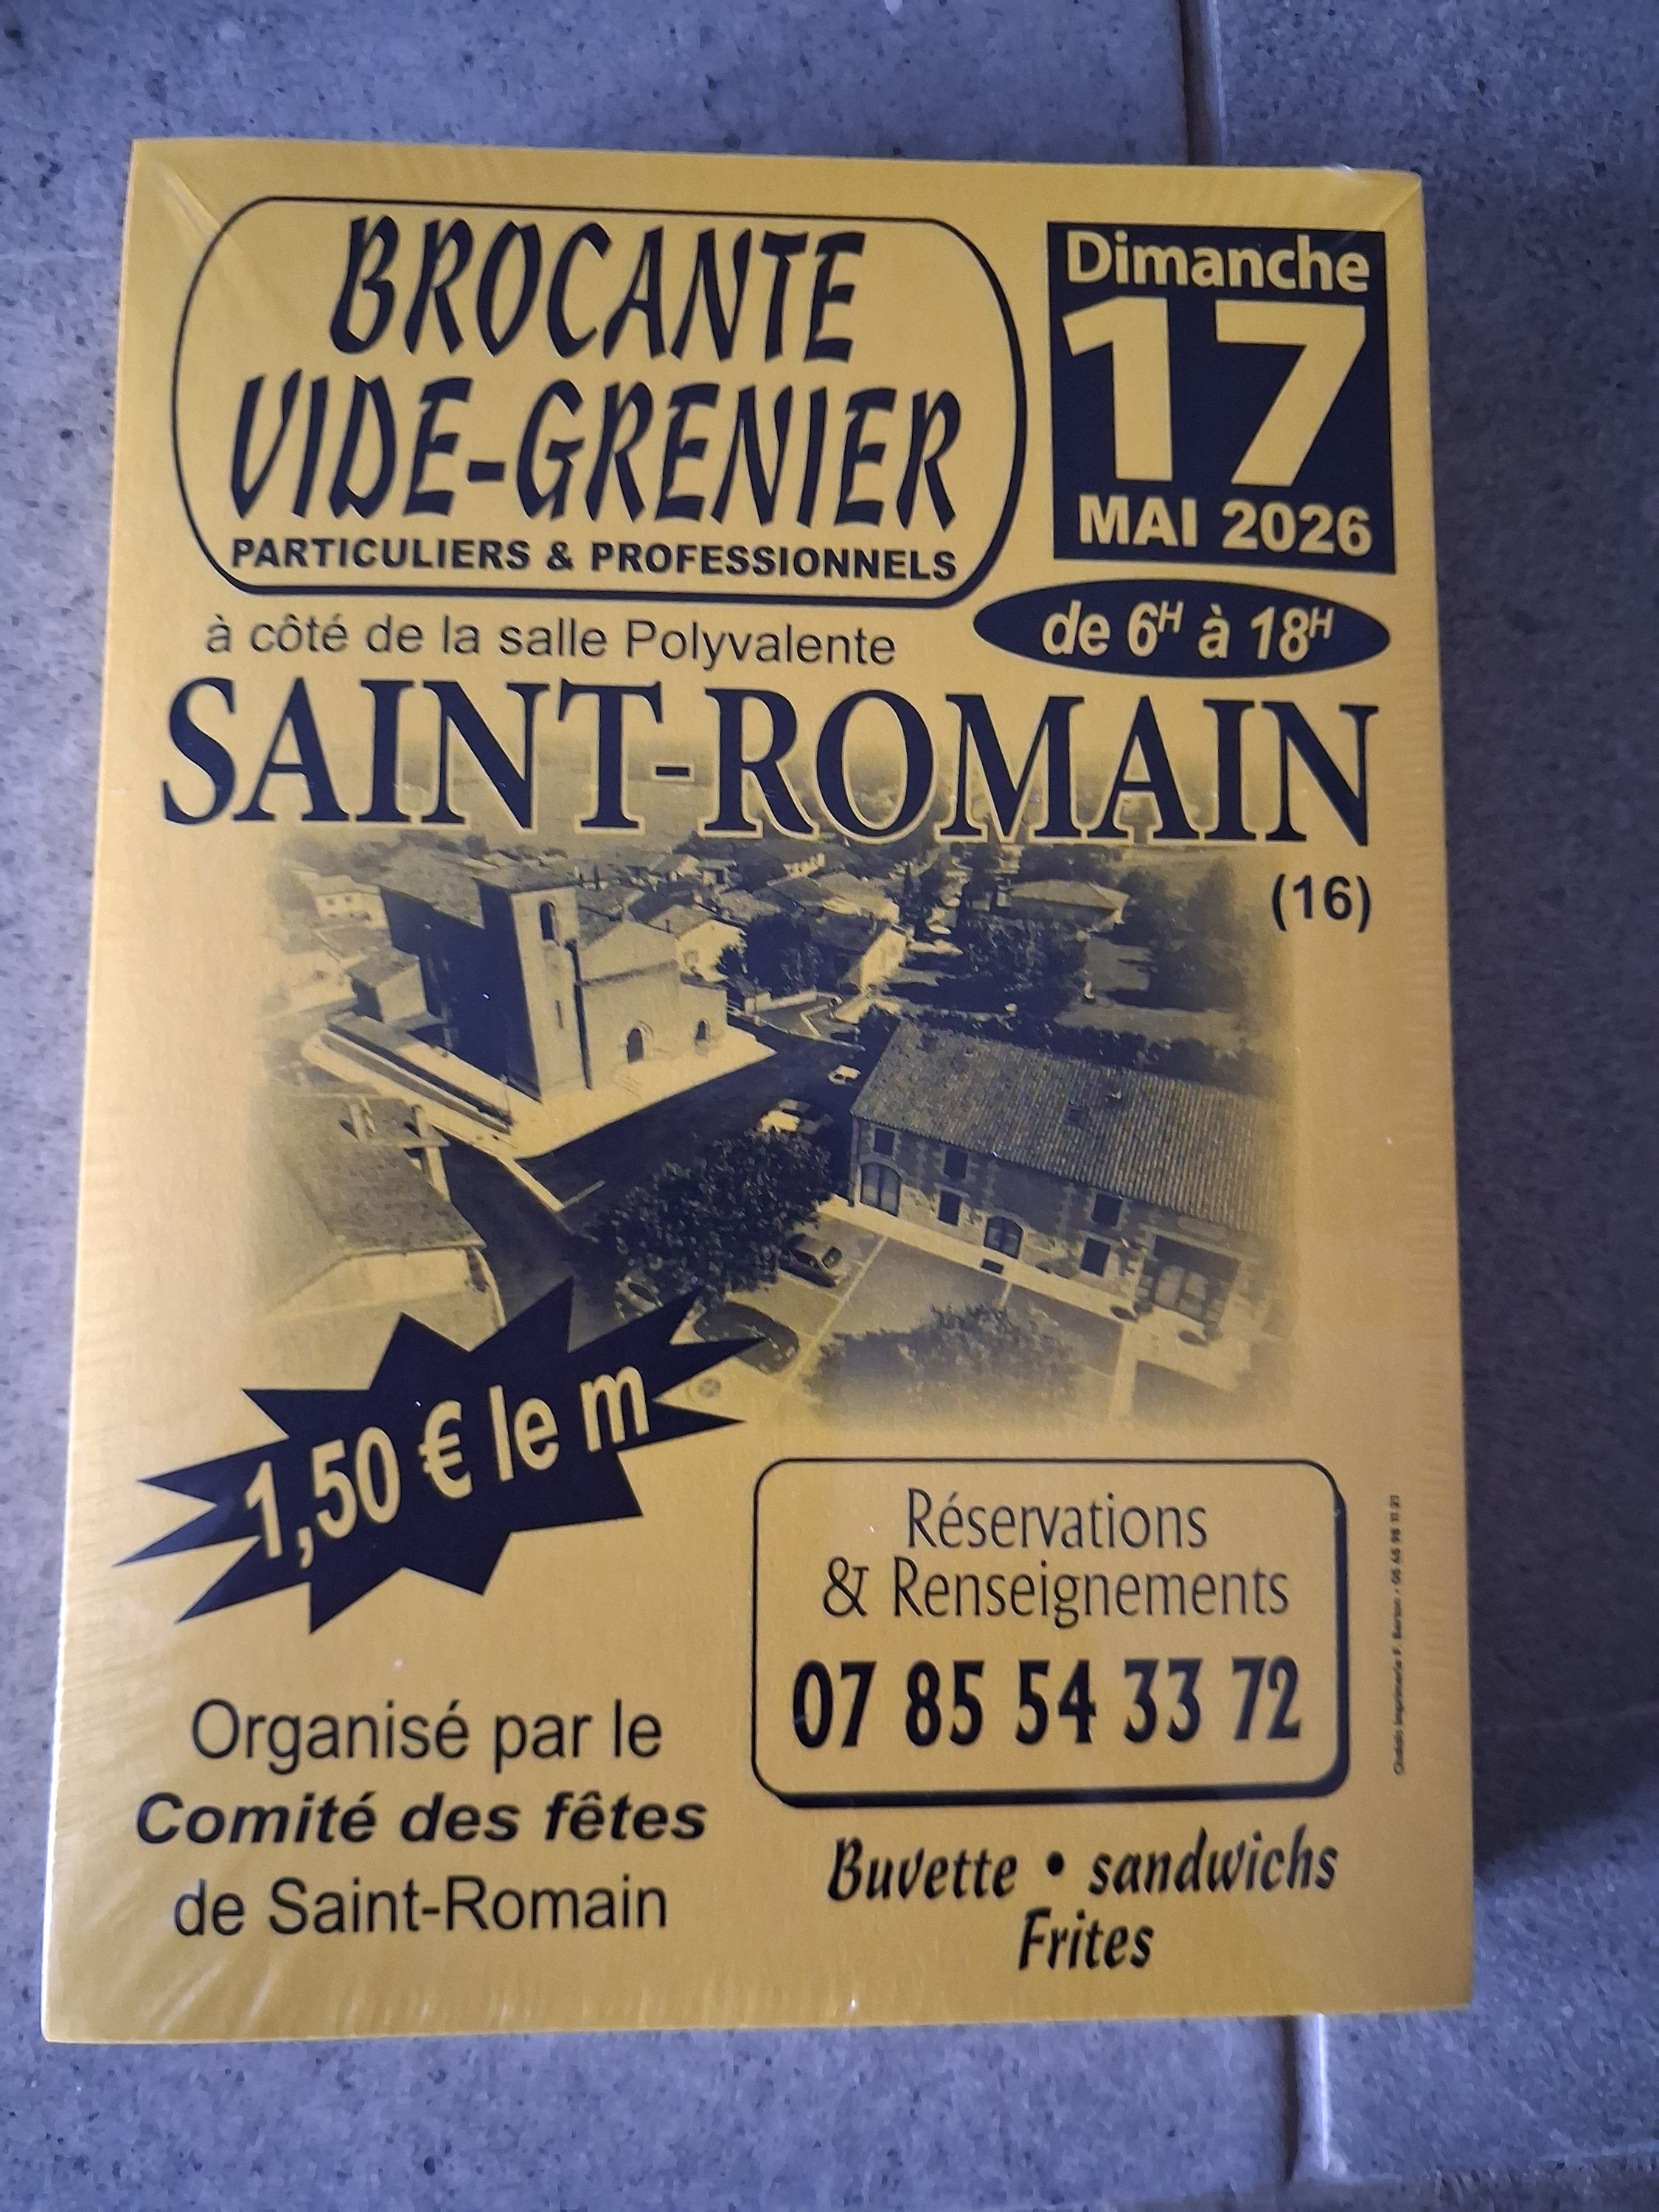 BROCANTE
VIDE-GRENIER
PARTICULIERS & PROFESSIONNELS
Dimanche
17
MAI 2026
de 6H à 18H
à côté de la salle Polyvalente
SAINT-ROMAIN
(16)
1,50 € le m
Réservations
& Renseignements
07 85 54 33 72
Organisé par le
Comité des fêtes
de Saint-Romain
Buvette • sandwichs
Frites
Imprimerie